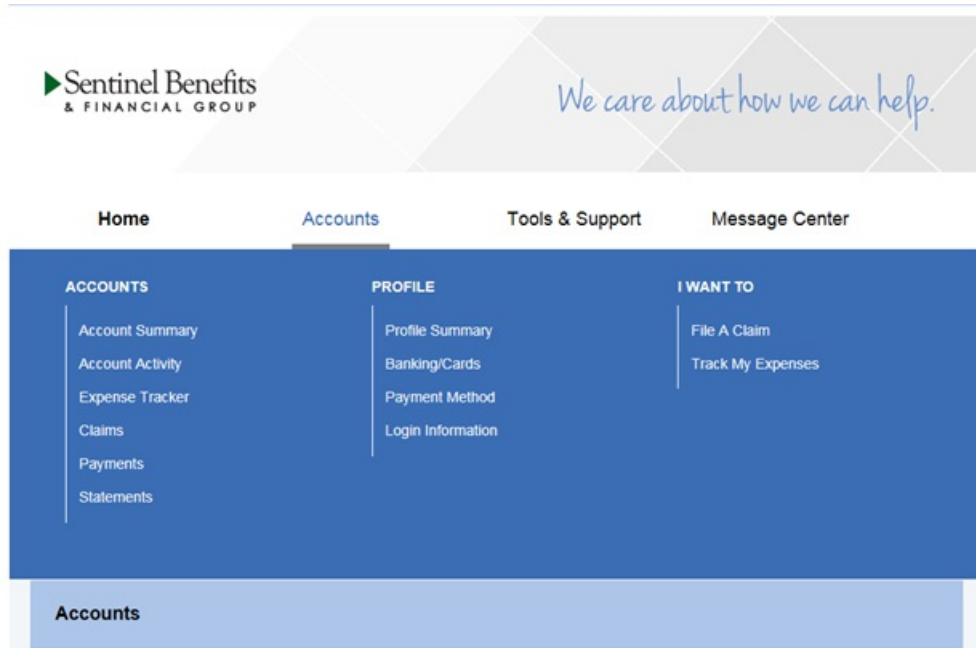 Sentinel Benefits
& FINANCIAL GROUP
We care about how we can help.
Home Accounts Tools & Support Message Center
ACCOUNTS
Account Summary
Account Activity
Expense Tracker
Claims
Payments
Statements
PROFILE
Profile Summary
Banking/Cards
Payment Method
Login Information
I WANT TO
File A Claim
Track My Expenses
Accounts